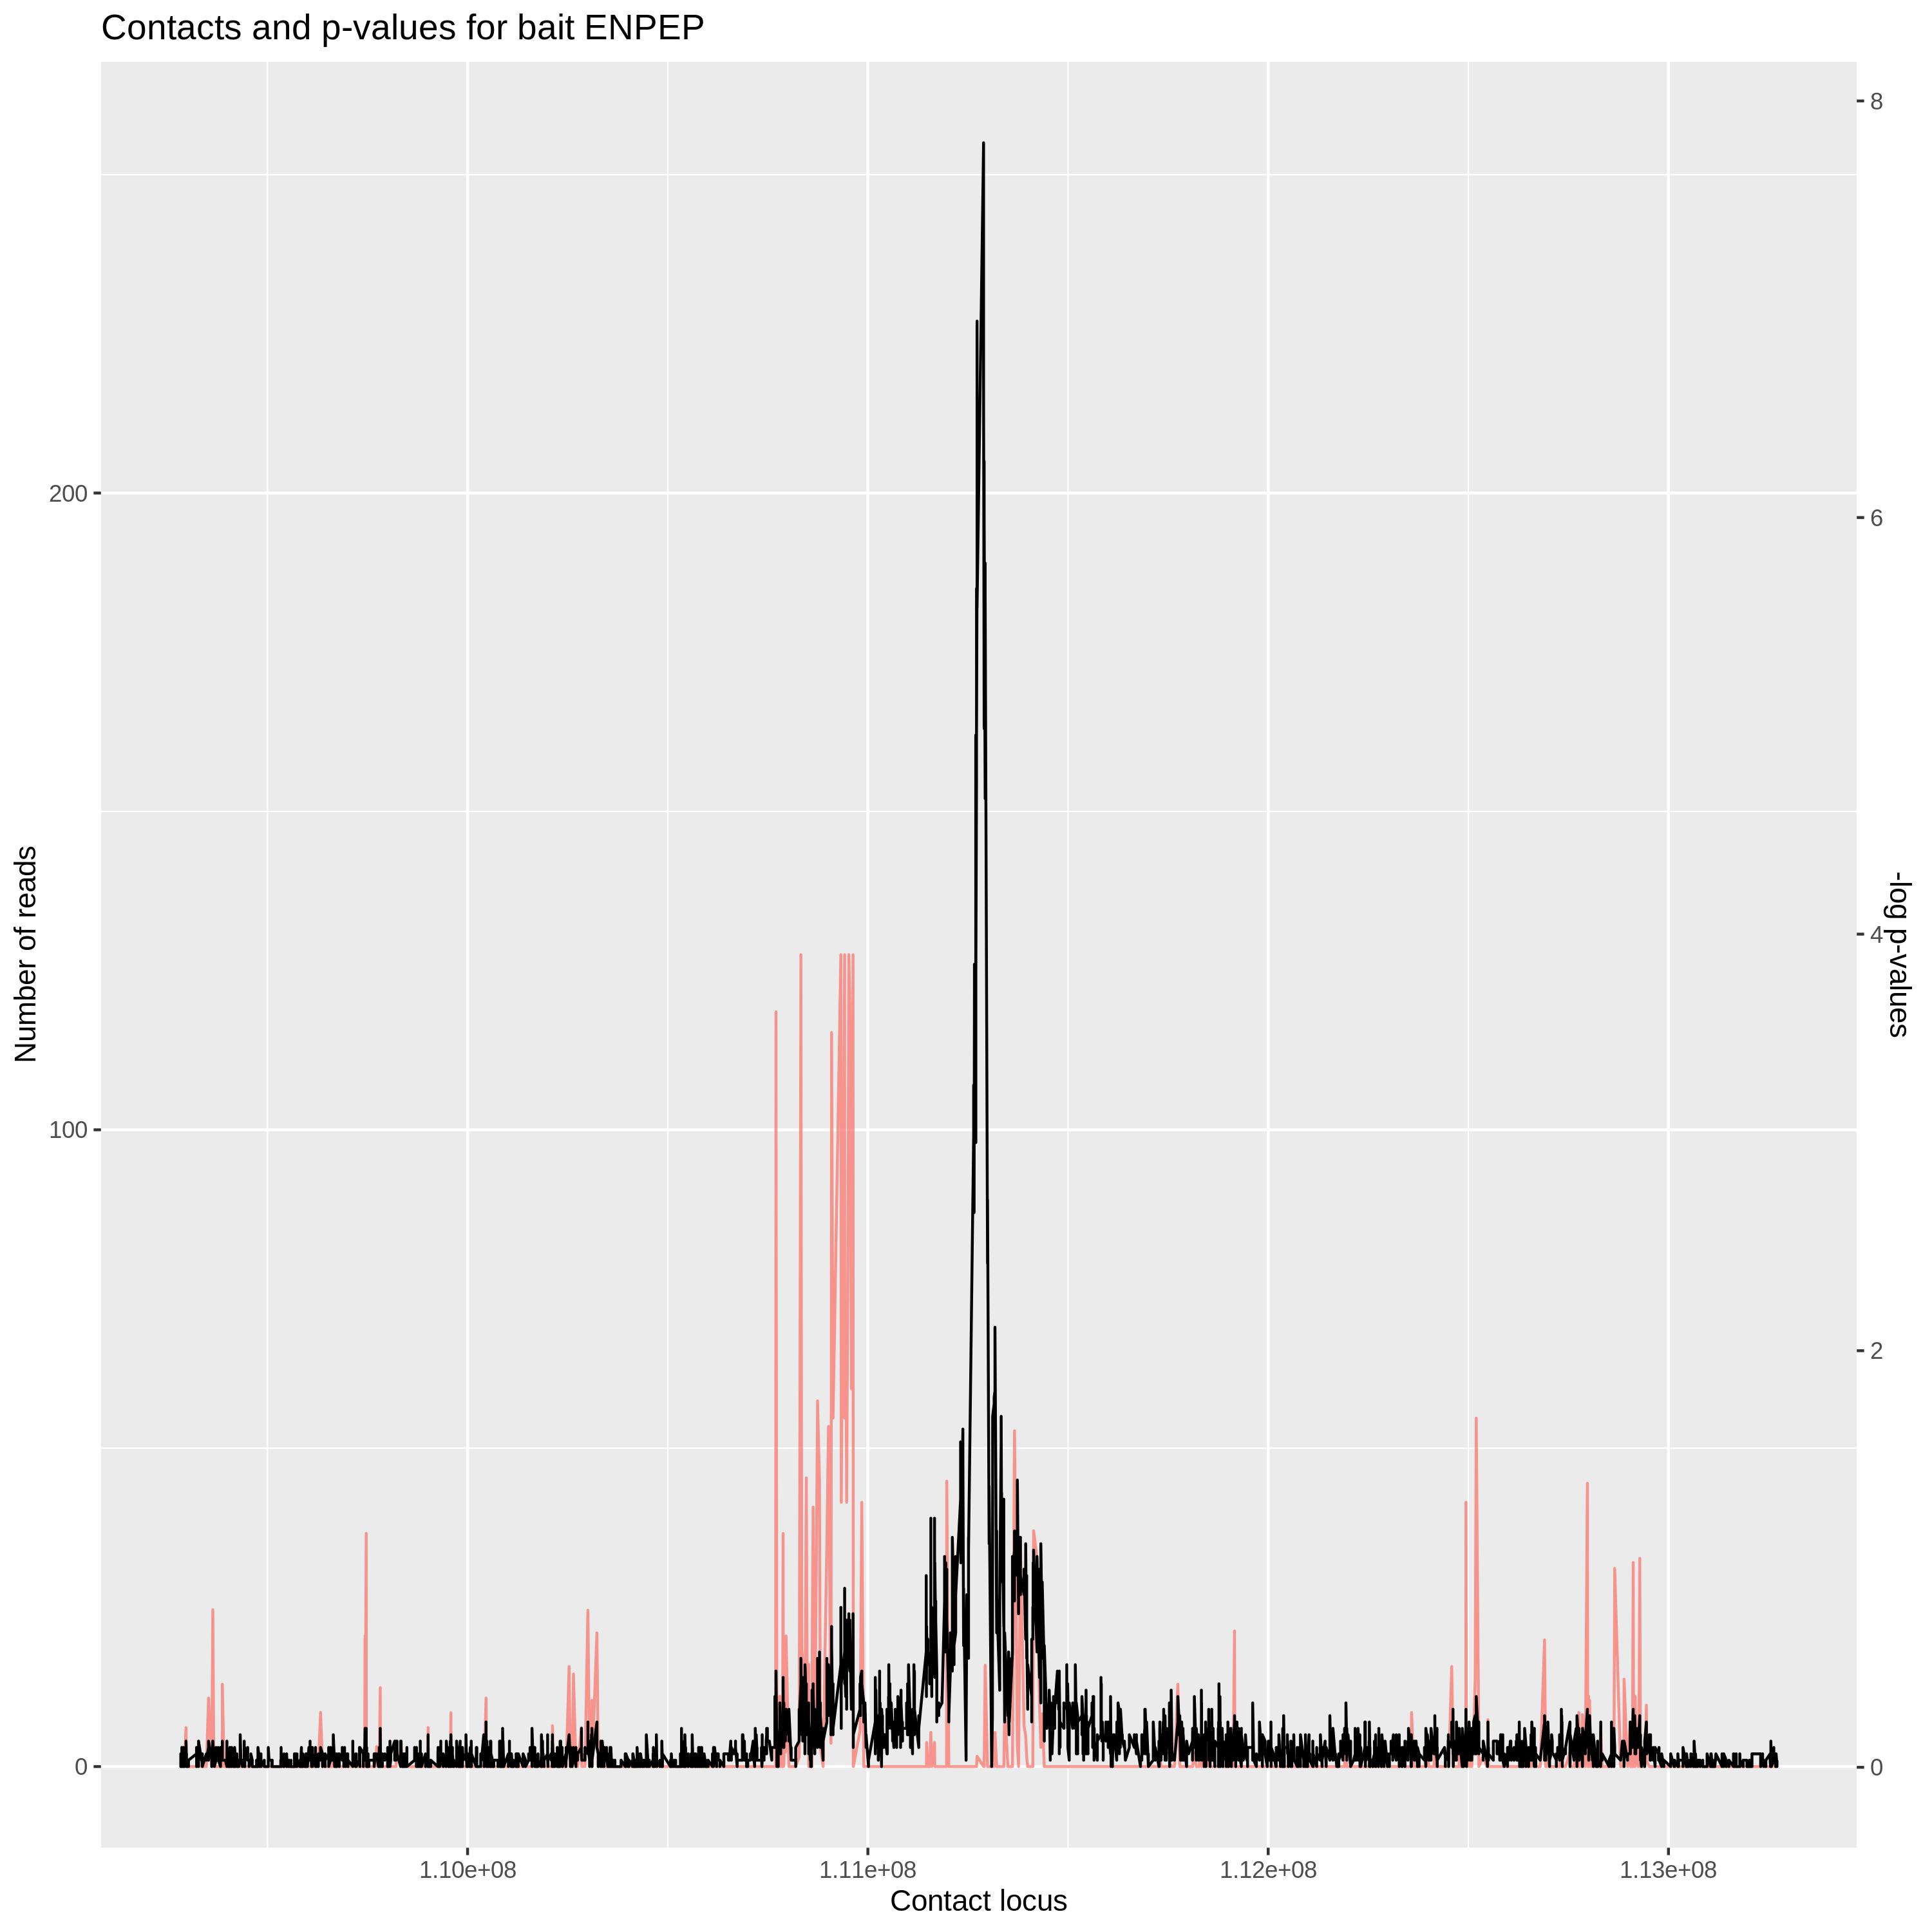 Contacts and p-values for bait ENPEP
Number of reads
200
100
0
8
6
4
2
0
-log p-values
1.10e+08
1.11e+08
1.12e+08
1.13e+08
Contact locus